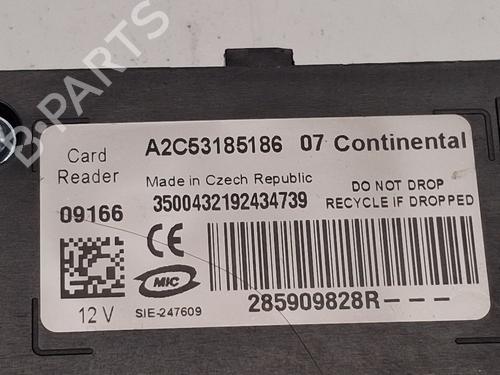 A2C53185186 07 Continental
Card
Reader
Made in Czech Republic
DO NOT DROP
09166
3500432192434739
RECYCLE IF DROPPED
CE
MIC
285909828R---
12 V
SIE-247609
B-PARTS